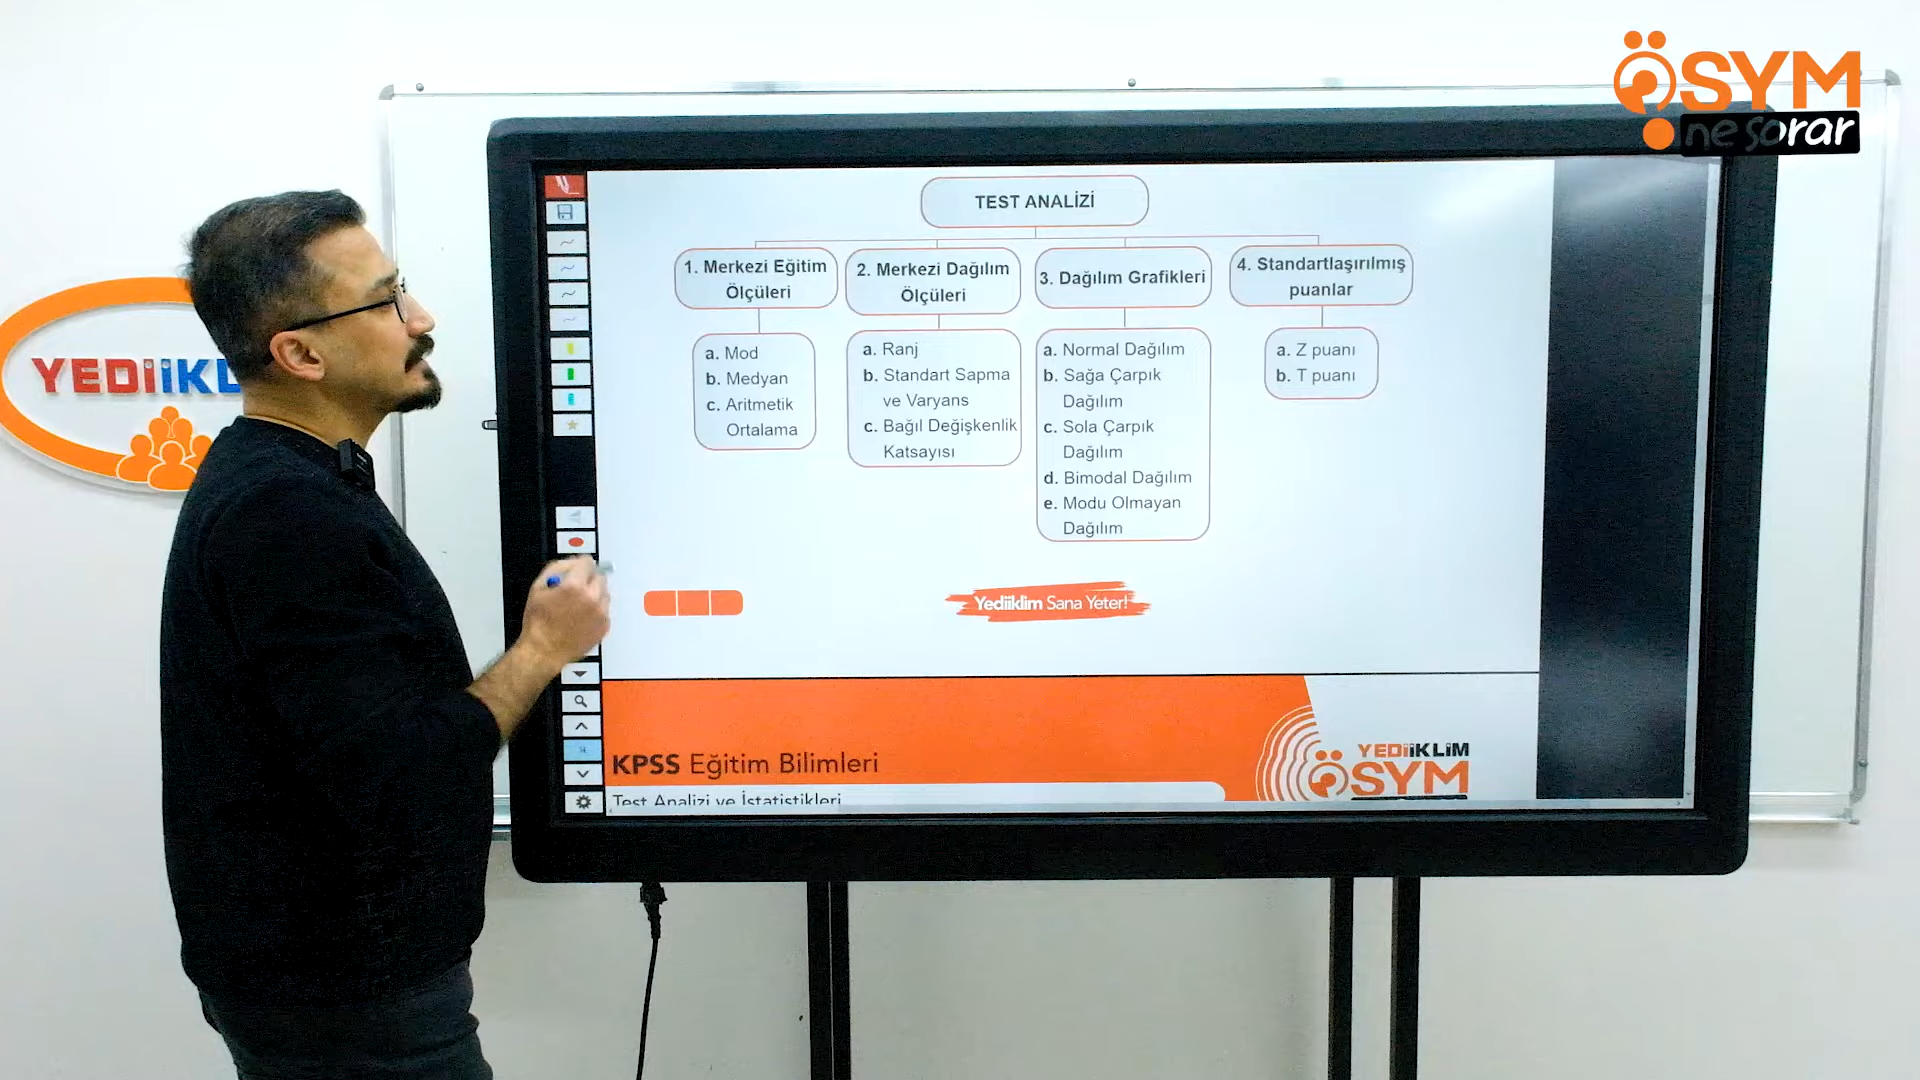 ÖSYM
ne sorar
YEDİİKL
TEST ANALİZİ
1. Merkezi Eğitim
Ölçüleri
a. Mod
b. Medyan
c. Aritmetik
Ortalama
2. Merkezi Dağılım
Ölçüleri
a. Ranj
b. Standart Sapma
ve Varyans
c. Bağıl Değişkenlik
Katsayısı
3. Dağılım Grafikleri
a. Normal Dağılım
b. Sağa Çarpık
Dağılım
c. Sola Çarpık
Dağılım
d. Bimodal Dağılım
e. Modu Olmayan
Dağılım
4. Standartlaşırılmış
puanlar
a. Z puanı
b. T puanı
Yediiklim Sana Yeter!
KPSS Eğitim Bilimleri
Test Analizi ve İstatistikleri
YEDİİKLİM
ÖSYM